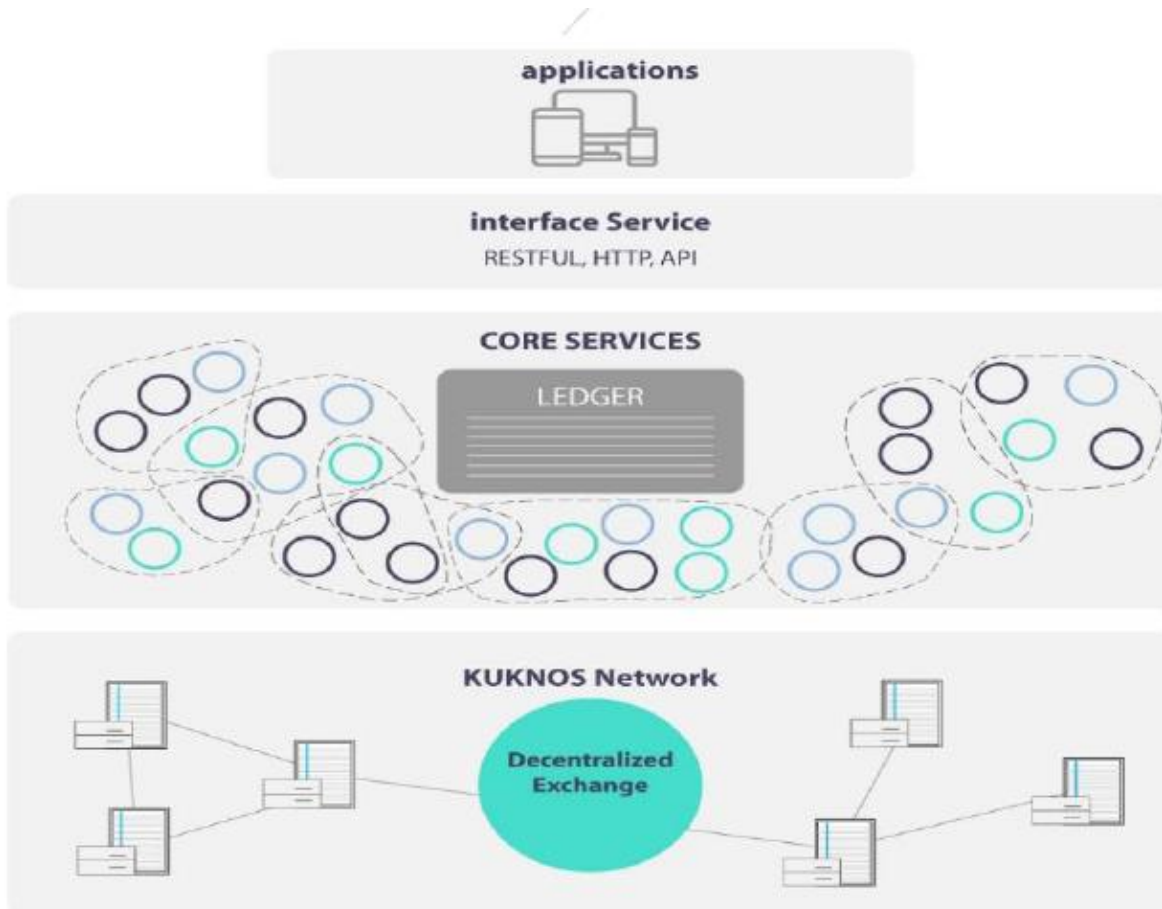 applications
interface Service
RESTFUL, HTTP, API
CORE SERVICES
LEDGER
KUKNOS Network
Decentralized
Exchange